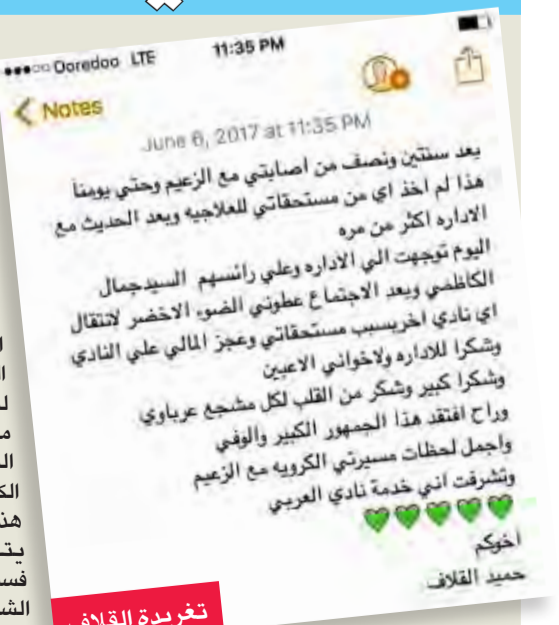 Ooredoo LTE 11:35 PM
Notes
June 6, 2017 at 11:35 PM
بعد سنتين ونصف من اصابتي مع الزعيم وحتي يومنا
هذا لم اخذ اي من مستحقاتي للعلاجيه وبعد الحديث مع
الاداره اكثر من مره
اليوم توجهت الي الاداره وعلي رائسهم السيدجمال
الكاظمي وبعد الاجتماع عطوني الضوء الاخضر لانتقال
اي نادي اخربسبب مستحقاتي وعجز المالي علي النادي
وشكرا للاداره ولاخواني الاعبين
وشكرا كبير وشكر من القلب لكل مشجع عرباوي
وراح افتقد هذا الجمهور الكبير والوفي
واجمل لحظات مسيرتي الكرويه مع الزعيم
وتشرفت اني خدمة نادي العربي
💚💚💚💚💚
اخوكم
حميد القلاف
تغريدة القلاف